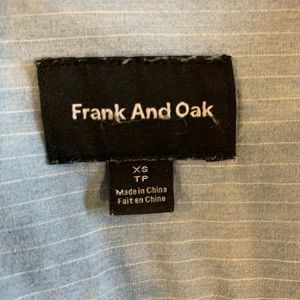 Frank And Oak
XS
TP
Made in China
Fait en Chine